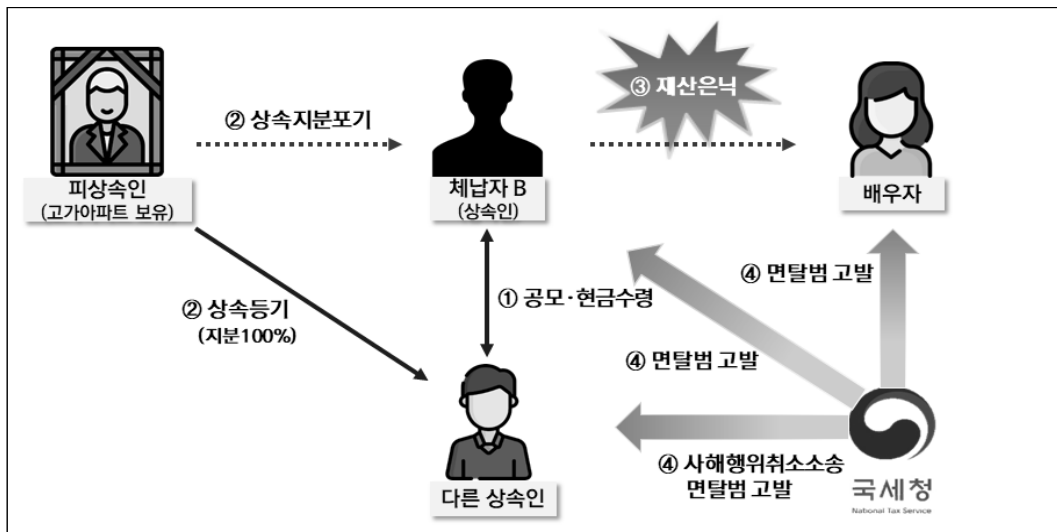 ③ 재산은닉
② 상속지분포기
피상속인
(고가아파트 보유)
체납자 B
(상속인)
배우자
② 상속등기
(지분100%)
① 공모·현금수령
④ 면탈범 고발
④ 면탈범 고발
④ 사해행위취소소송
면탈범 고발
다른 상속인
국세청
National Tax Service